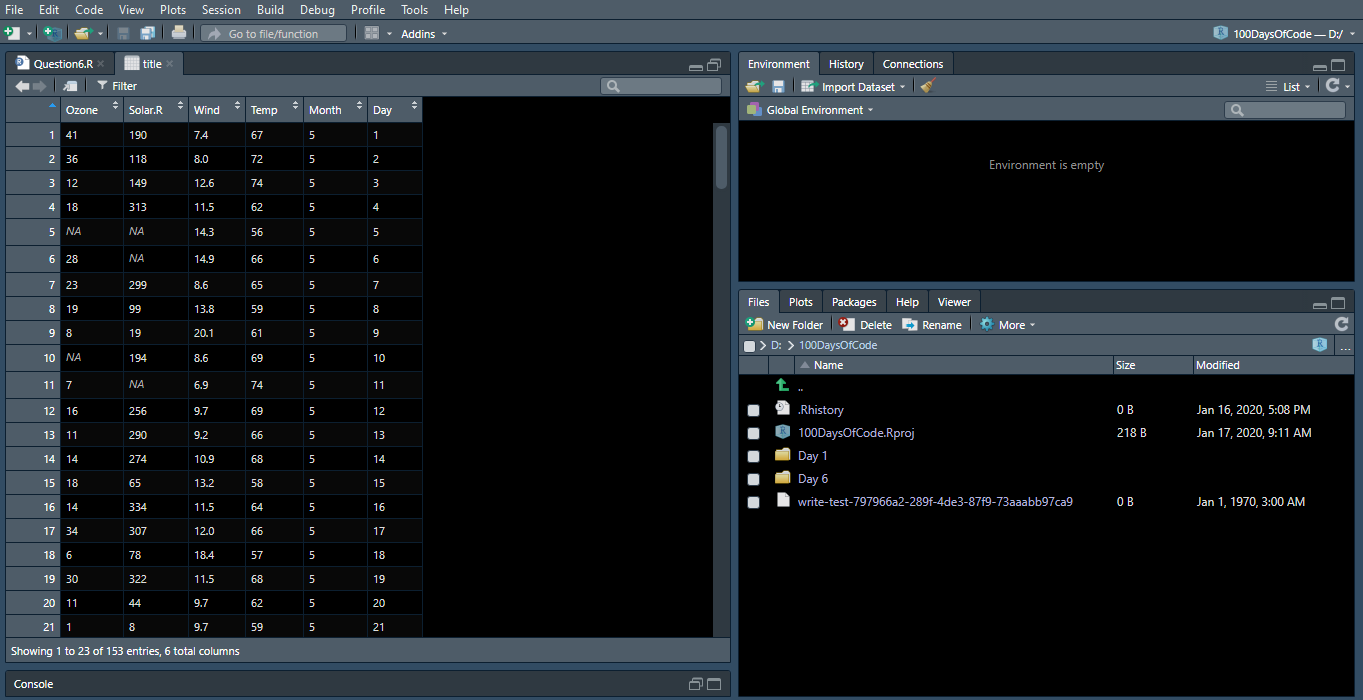 File Edit Code View Plots Session Build Debug Profile Tools Help
Go to file/function Addins 100DaysOfCode — D:/
Question6.R title
Filter
Ozone Solar.R Wind Temp Month Day
1 41 190 7.4 67 5 1
2 36 118 8.0 72 5 2
3 12 149 12.6 74 5 3
4 18 313 11.5 62 5 4
5 NA NA 14.3 56 5 5
6 28 NA 14.9 66 5 6
7 23 299 8.6 65 5 7
8 19 99 13.8 59 5 8
9 8 19 20.1 61 5 9
10 NA 194 8.6 69 5 10
11 7 NA 6.9 74 5 11
12 16 256 9.7 69 5 12
13 11 290 9.2 66 5 13
14 14 274 10.9 68 5 14
15 18 65 13.2 58 5 15
16 14 334 11.5 64 5 16
17 34 307 12.0 66 5 17
18 6 78 18.4 57 5 18
19 30 322 11.5 68 5 19
20 11 44 9.7 62 5 20
21 1 8 9.7 59 5 21
Showing 1 to 23 of 153 entries, 6 total columns
Console
Environment History Connections
Import Dataset List
Global Environment
Environment is empty
Files Plots Packages Help Viewer
New Folder Delete Rename More
D: 100DaysOfCode ...
Name Size Modified
..
.Rhistory 0 B Jan 16, 2020, 5:08 PM
100DaysOfCode.Rproj 218 B Jan 17, 2020, 9:11 AM
Day 1
Day 6
write-test-797966a2-289f-4de3-87f9-73aaabb97ca9 0 B Jan 1, 1970, 3:00 AM